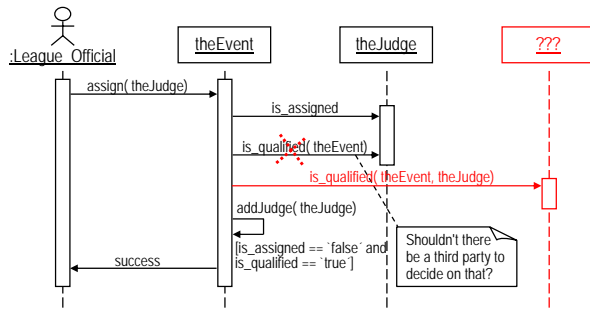 :League_Official
theEvent
theJudge
???
assign( theJudge)
is_assigned
is_qualified( theEvent)
is_qualified( theEvent, theJudge)
addJudge( theJudge)
[is_assigned == `false´ and
is_qualified == `true´]
success
Shouldn't there
be a third party to
decide on that?